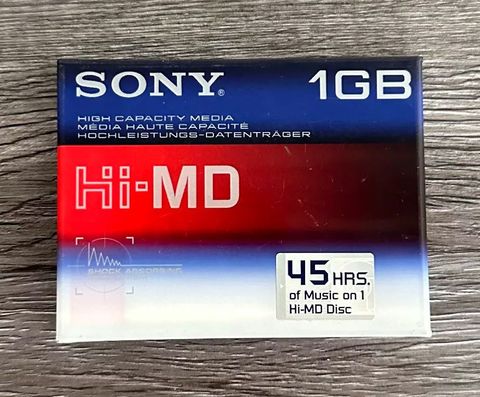 SONY® 1GB
HIGH CAPACITY MEDIA
MÉDIA HAUTE CAPACITÉ
HOCHLEISTUNGS-DATENTRÄGER
Hi-MD
SHOCK ABSORBING
45 HRS.
of Music on 1
Hi-MD Disc